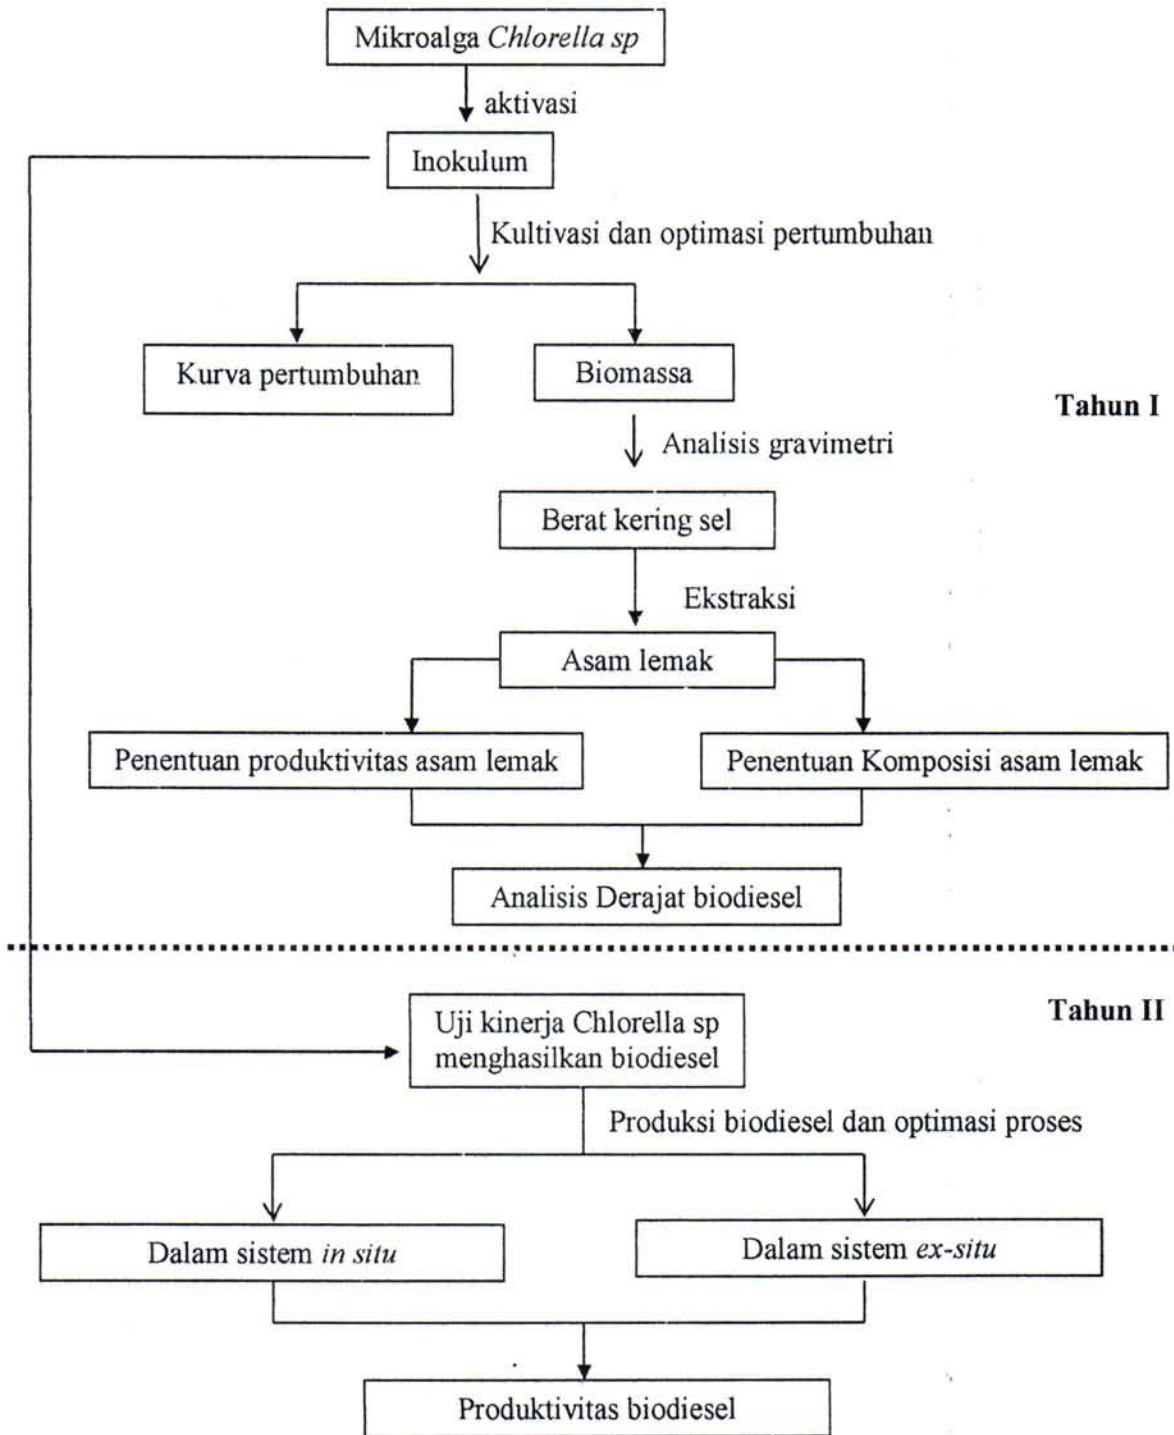 Mikroalga Chlorella sp
aktivasi
Inokulum
Kultivasi dan optimasi pertumbuhan
Kurva pertumbuhan
Biomassa
Tahun I
Analisis gravimetri
Berat kering sel
Ekstraksi
Asam lemak
Penentuan produktivitas asam lemak
Penentuan Komposisi asam lemak
Analisis Derajat biodiesel
Tahun II
Uji kinerja Chlorella sp
menghasilkan biodiesel
Produksi biodiesel dan optimasi proses
Dalam sistem in situ
Dalam sistem ex-situ
Produktivitas biodiesel